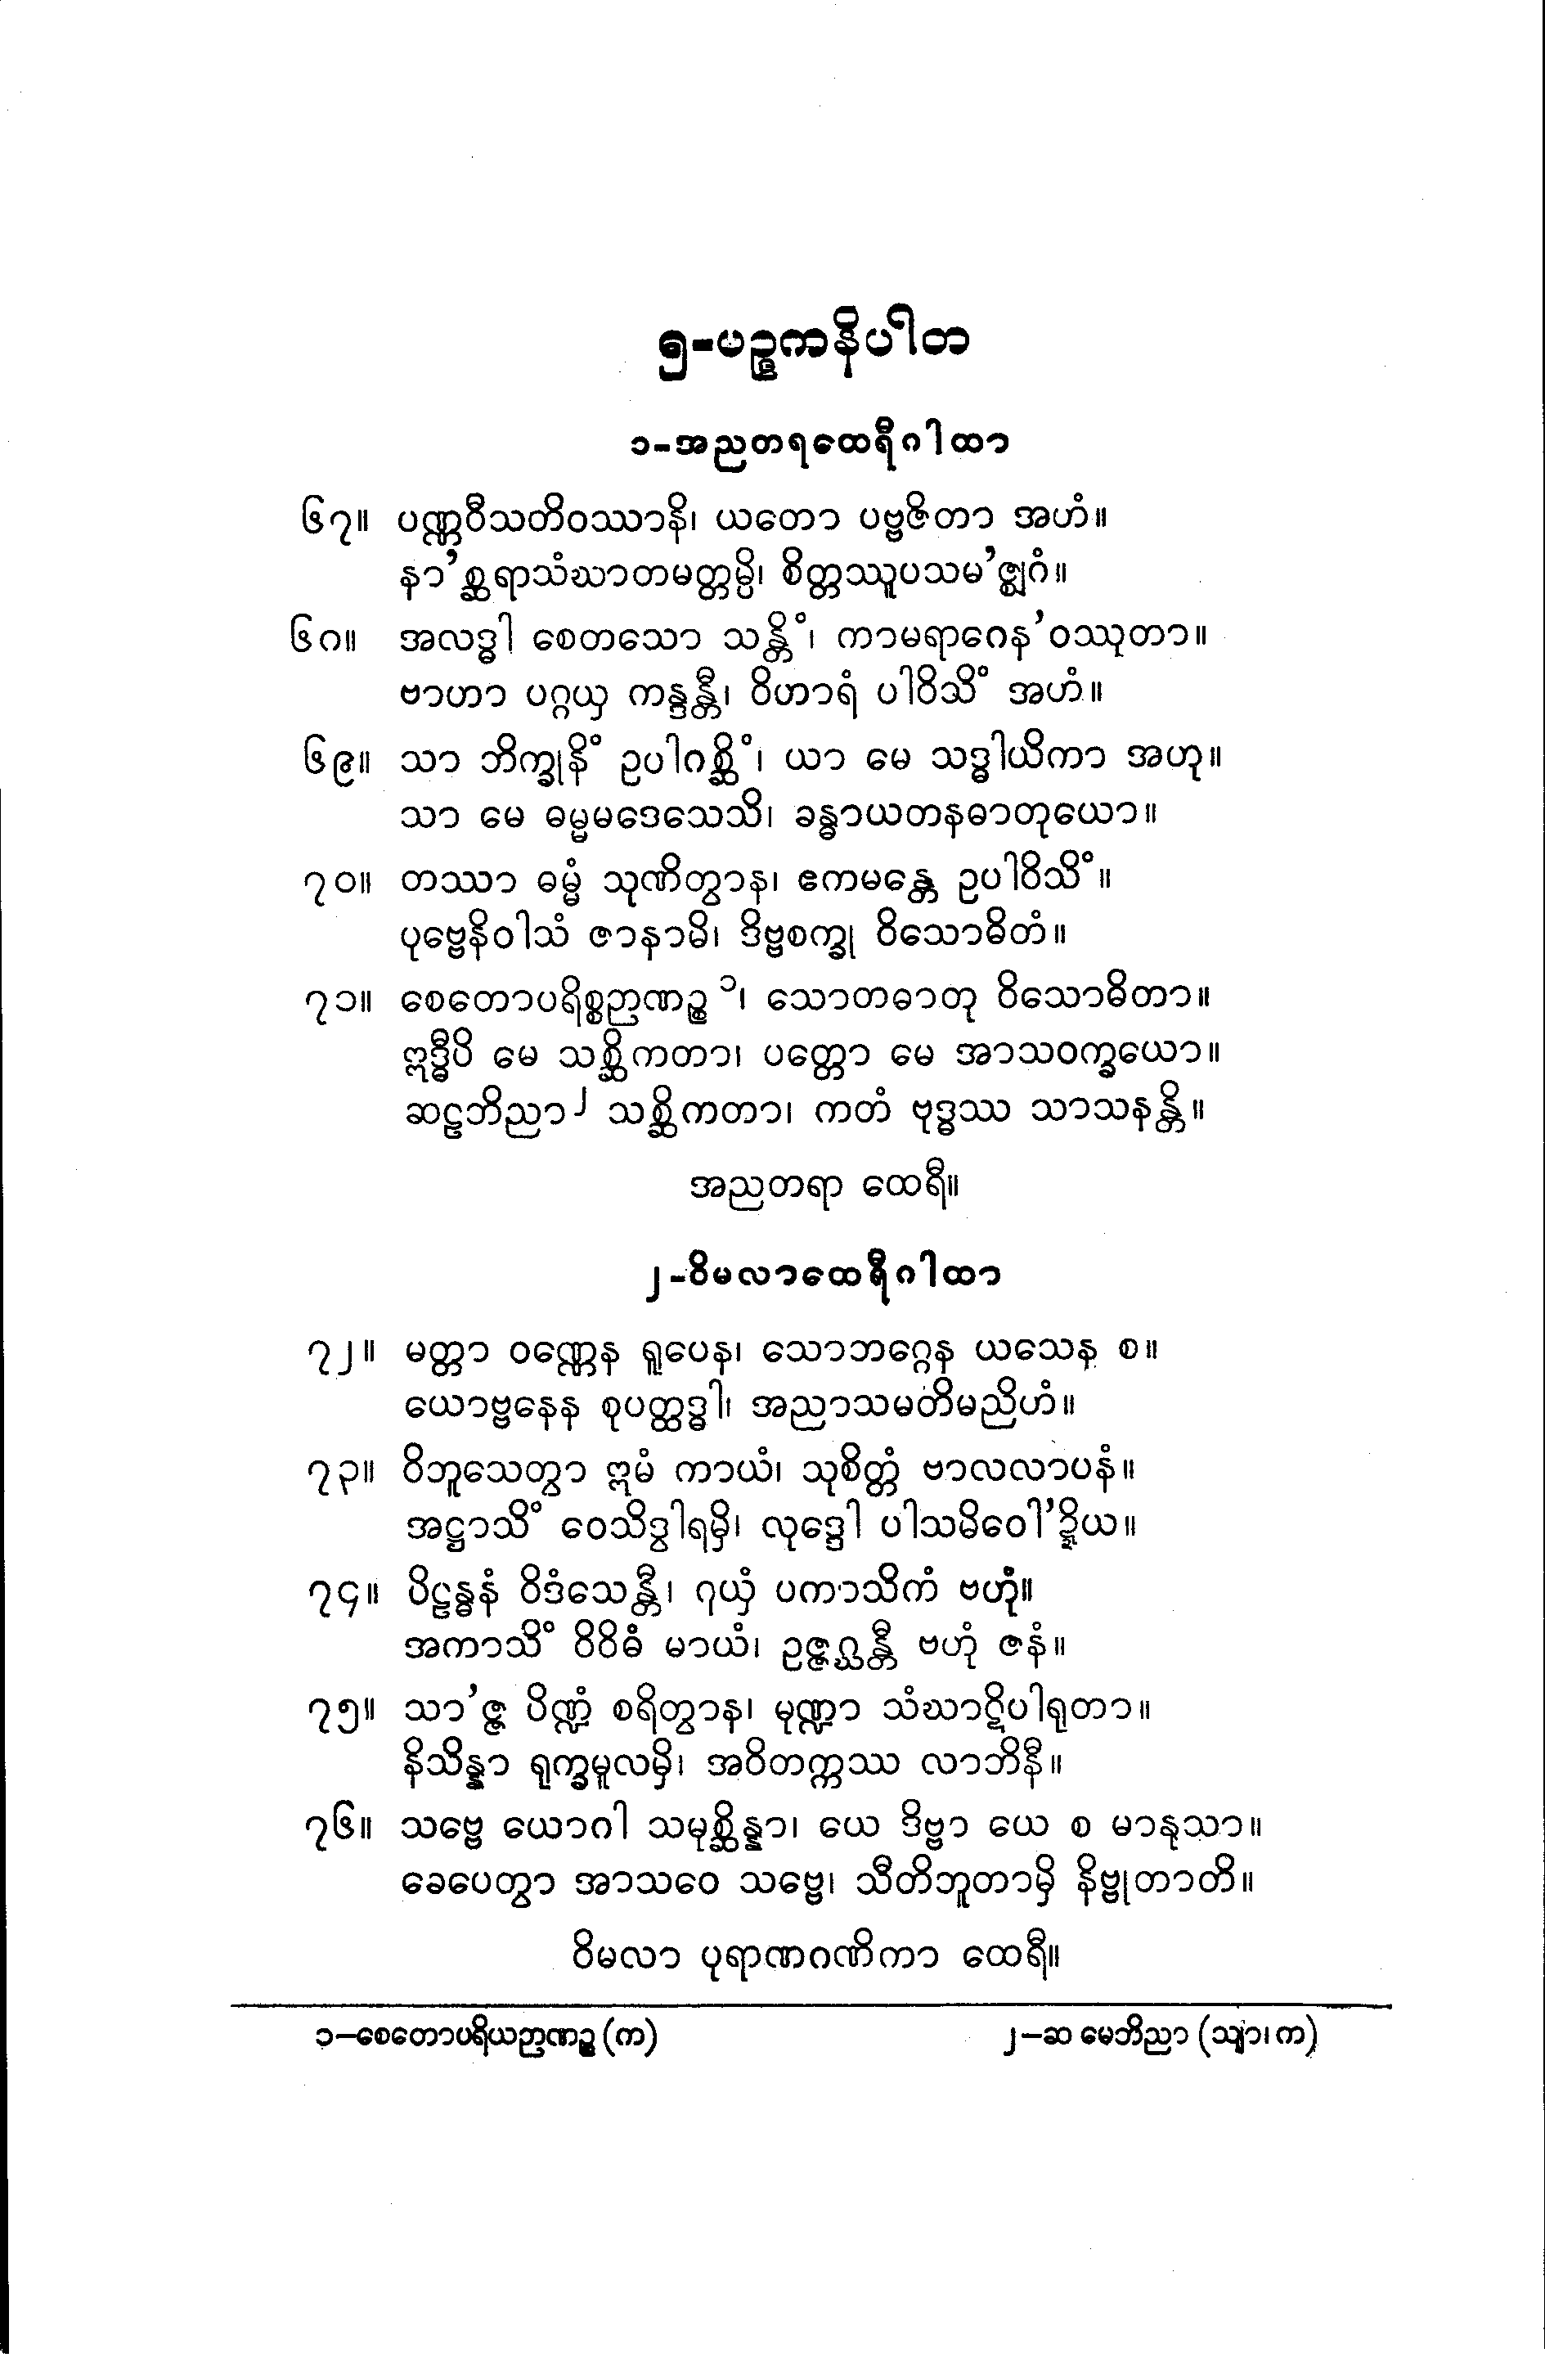 ၅-ပဉ္စကနိပါတ
၁-အညတရထေရီဂါထာ
၆၇။ ပဏ္ဏဝီသတိဝဿာနိ၊ ယတော ပဗ္ဗဇိတာ အဟံ။
နာ’စ္ဆရာသံဃာတမတ္တမ္ပိ၊ စိတ္တဿူပသမ’ဇ္ဈဂံ။
၆၈။ အလဒ္ဓါ စေတသော သန္တိံ၊ ကာမရာဂေန’ဝဿုတာ။
ဗာဟာ ပဂ္ဂယှ ကန္ဒန္တီ၊ ဝိဟာရံ ပါဝိသိံ အဟံ။
၆၉။ သာ ဘိက္ခုနိံ ဥပါဂစ္ဆိံ၊ ယာ မေ သဒ္ဓါယိကာ အဟု။
သာ မေ ဓမ္မမဒေသေသိ၊ ခန္ဓာယတနဓာတုယော။
၇၀။ တဿာ ဓမ္မံ သုဏိတွာန၊ ဧကမန္တေ ဥပါဝိသိံ။
ပုဗ္ဗေနိဝါသံ ဇာနာမိ၊ ဒိဗ္ဗစက္ခု ဝိသောဓိတံ။
၇၁။ စေတောပရိစ္စဉာဏဉ္စ ၁၊ သောတဓာတု ဝိသောဓိတာ။
ဣဒ္ဓီပိ မေ သစ္ဆိကတာ၊ ပတ္တော မေ အာသဝက္ခယော။
ဆဠဘိညာ၂ သစ္ဆိကတာ၊ ကတံ ဗုဒ္ဓဿ သာသနန္တိ။
အညတရာ ထေရီ။
၂-ဝိမလာထေရီဂါထာ
၇၂။ မတ္တာ ဝဏ္ဏေန ရူပေန၊ သောဘဂ္ဂေန ယသေန စ။
ယောဗ္ဗနေန စုပတ္ထဒ္ဓါ၊ အညာသမတိမညိဟံ။
၇၃။ ဝိဘူသေတွာ ဣမံ ကာယံ၊ သုစိတ္တံ ဗာလလာပနံ။
အဋ္ဌာသိံ ဝေသိဒွါရမှိ၊ လုဒ္ဒေါ ပါသမိဝေါ’ဍ္ဍိယ။
၇၄။ ပိဠန္ဓနံ ဝိဒံသေန္တီ၊ ဂုယှံ ပကာသိကံ ဗဟုံ။
အကာသိံ ဝိဝိဓံ မာယံ၊ ဥဇ္ဇဂ္ဃန္တီ ဗဟုံ ဇနံ။
၇၅။ သာ’ဇ္ဇ ပိဏ္ဍံ စရိတွာန၊ မုဏ္ဍာ သံဃာဋိပါရုတာ။
နိသိန္နာ ရုက္ခမူလမှိ၊ အဝိတက္ကဿ လာဘိနီ။
၇၆။ သဗ္ဗေ ယောဂါ သမုစ္ဆိန္နာ၊ ယေ ဒိဗ္ဗာ ယေ စ မာနုသာ။
ခေပေတွာ အာသဝေ သဗ္ဗေ၊ သီတိဘူတာမှိ နိဗ္ဗုတာတိ။
ဝိမလာ ပုရာဏဂဏိကာ ထေရီ။
၁–စေတောပရိယဉာဏဉ္စ (က) ၂–ဆ မေဘိညာ (သျာ၊ က)